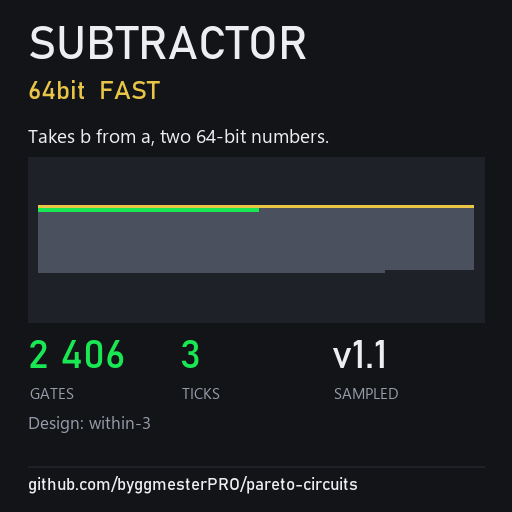 SUBTRACTOR
64bit FAST
Takes b from a, two 64-bit numbers.
2 406 3 v1.1
GATES TICKS SAMPLED
Design: within-3
github.com/byggmesterPRO/pareto-circuits